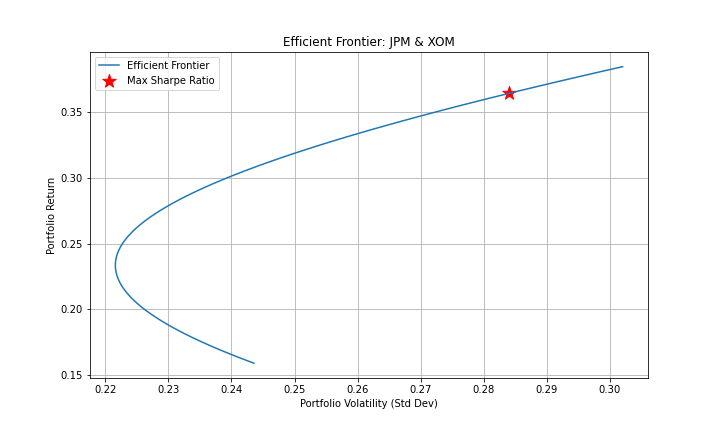 Efficient Frontier: JPM & XOM
Efficient Frontier
Max Sharpe Ratio
Portfolio Return
0.35
0.30
0.25
0.20
0.15
0.22 0.23 0.24 0.25 0.26 0.27 0.28 0.29 0.30
Portfolio Volatility (Std Dev)